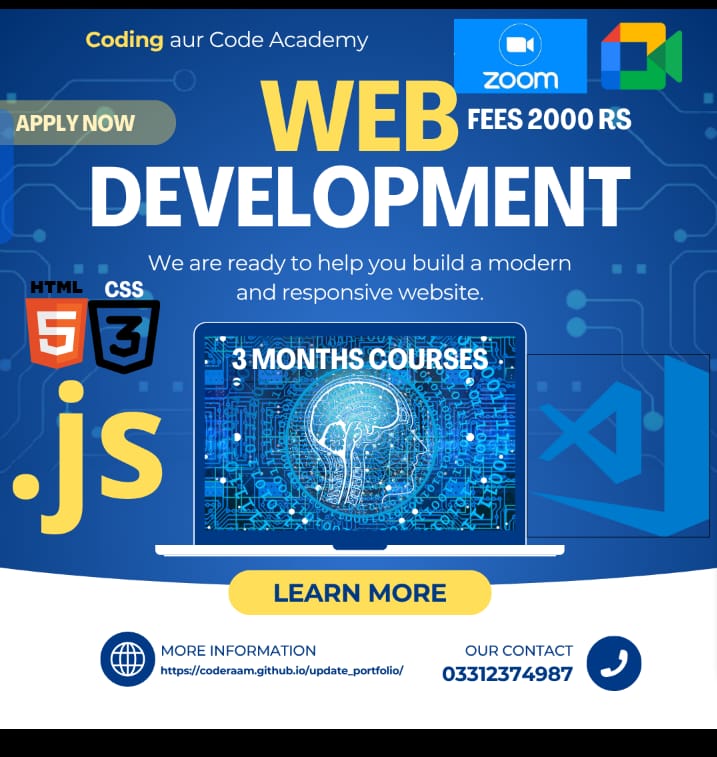 Coding aur Code Academy
zoom
WEB
FEES 2000 RS
APPLY NOW
DEVELOPMENT
We are ready to help you build a modern
and responsive website.
HTML
5
CSS
3
3 MONTHS COURSES
.js
LEARN MORE
MORE INFORMATION
https://coderaam.github.io/update_portfolio/
OUR CONTACT
03312374987